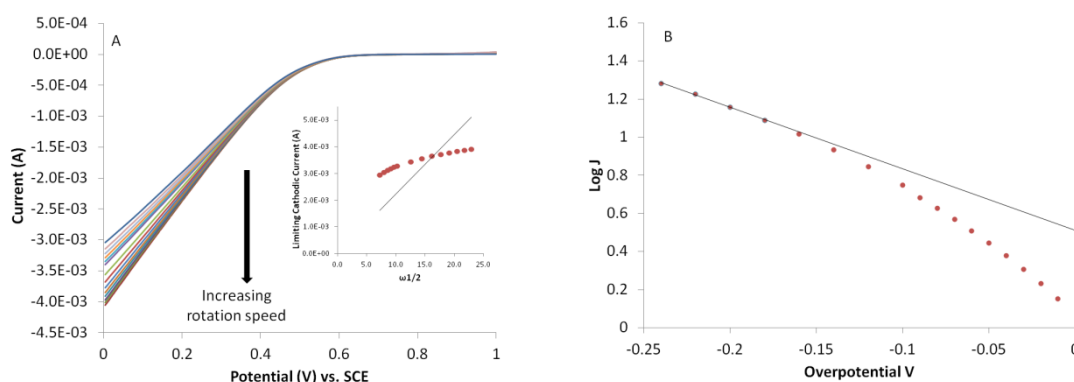 A
5.0E-04
0.0E+00
-5.0E-04
-1.0E-03
-1.5E-03
-2.0E-03
-2.5E-03
-3.0E-03
-3.5E-03
-4.0E-03
-4.5E-03
Current (A)
0 0.2 0.4 0.6 0.8 1
Potential (V) vs. SCE
Increasing
rotation speed
Limiting Cathodic Current (A)
5.0E-03
4.0E-03
3.0E-03
2.0E-03
1.0E-03
0.0E+00
0.0 5.0 10.0 15.0 20.0 25.0
ω1/2
B
1.6
1.4
1.2
1
0.8
0.6
0.4
0.2
0
Log J
-0.25 -0.2 -0.15 -0.1 -0.05 0
Overpotential V